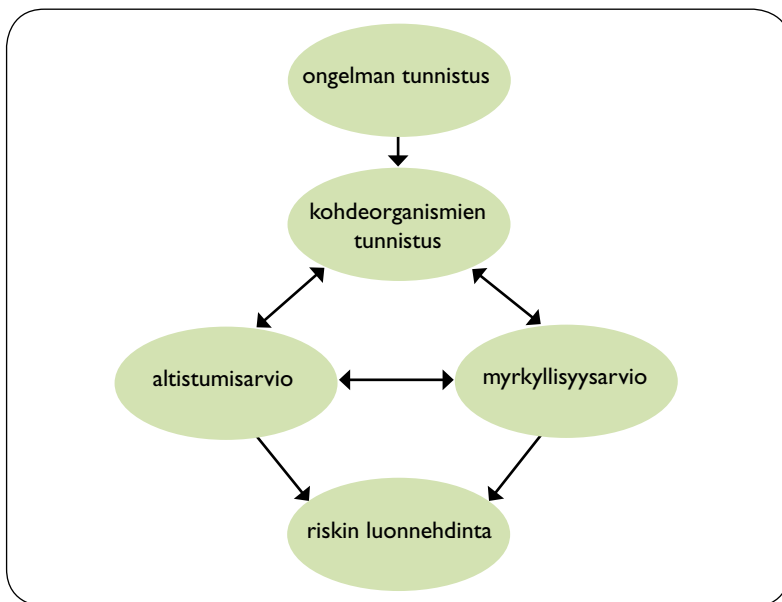 ongelman tunnistus
kohdeorganismien
tunnistus
altistumisarvio
myrkyllisyysarvio
riskin luonnehdinta